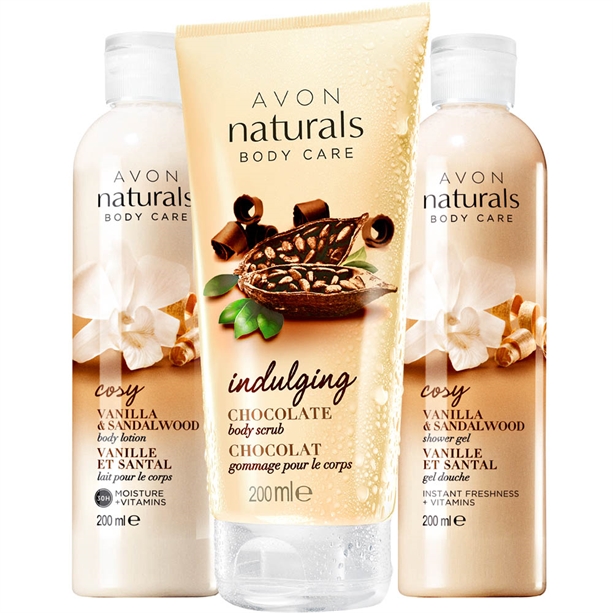 AVON
naturals
BODY CARE
cosy
VANILLA
& SANDALWOOD
body lotion
VANILLE
ET SANTAL
lait pour le corps
30H
MOISTURE
+VITAMINS
200 ml e
AVON
naturals
BODY CARE
indulging
CHOCOLATE
body scrub
CHOCOLAT
gommage pour le corps
200 ml e
AVON
naturals
BODY CARE
cosy
VANILLA
& SANDALWOOD
shower gel
VANILLE
ET SANTAL
gel douche
INSTANT FRESHNESS
+ VITAMINS
200 ml e